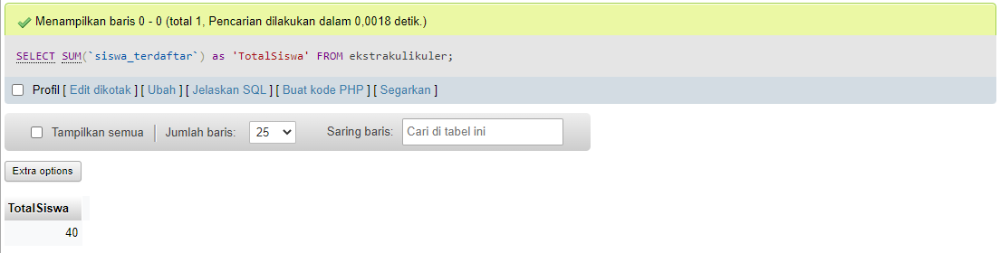 Menampilkan baris 0 - 0 (total 1, Pencarian dilakukan dalam 0,0018 detik.)
SELECT SUM(`siswa_terdaftar`) as 'TotalSiswa' FROM ekstrakulikuler;
Profil [ Edit dikotak ] [ Ubah ] [ Jelaskan SQL ] [ Buat kode PHP ] [ Segarkan ]
Tampilkan semua Jumlah baris: 25 Saring baris: Cari di tabel ini
Extra options
TotalSiswa
40